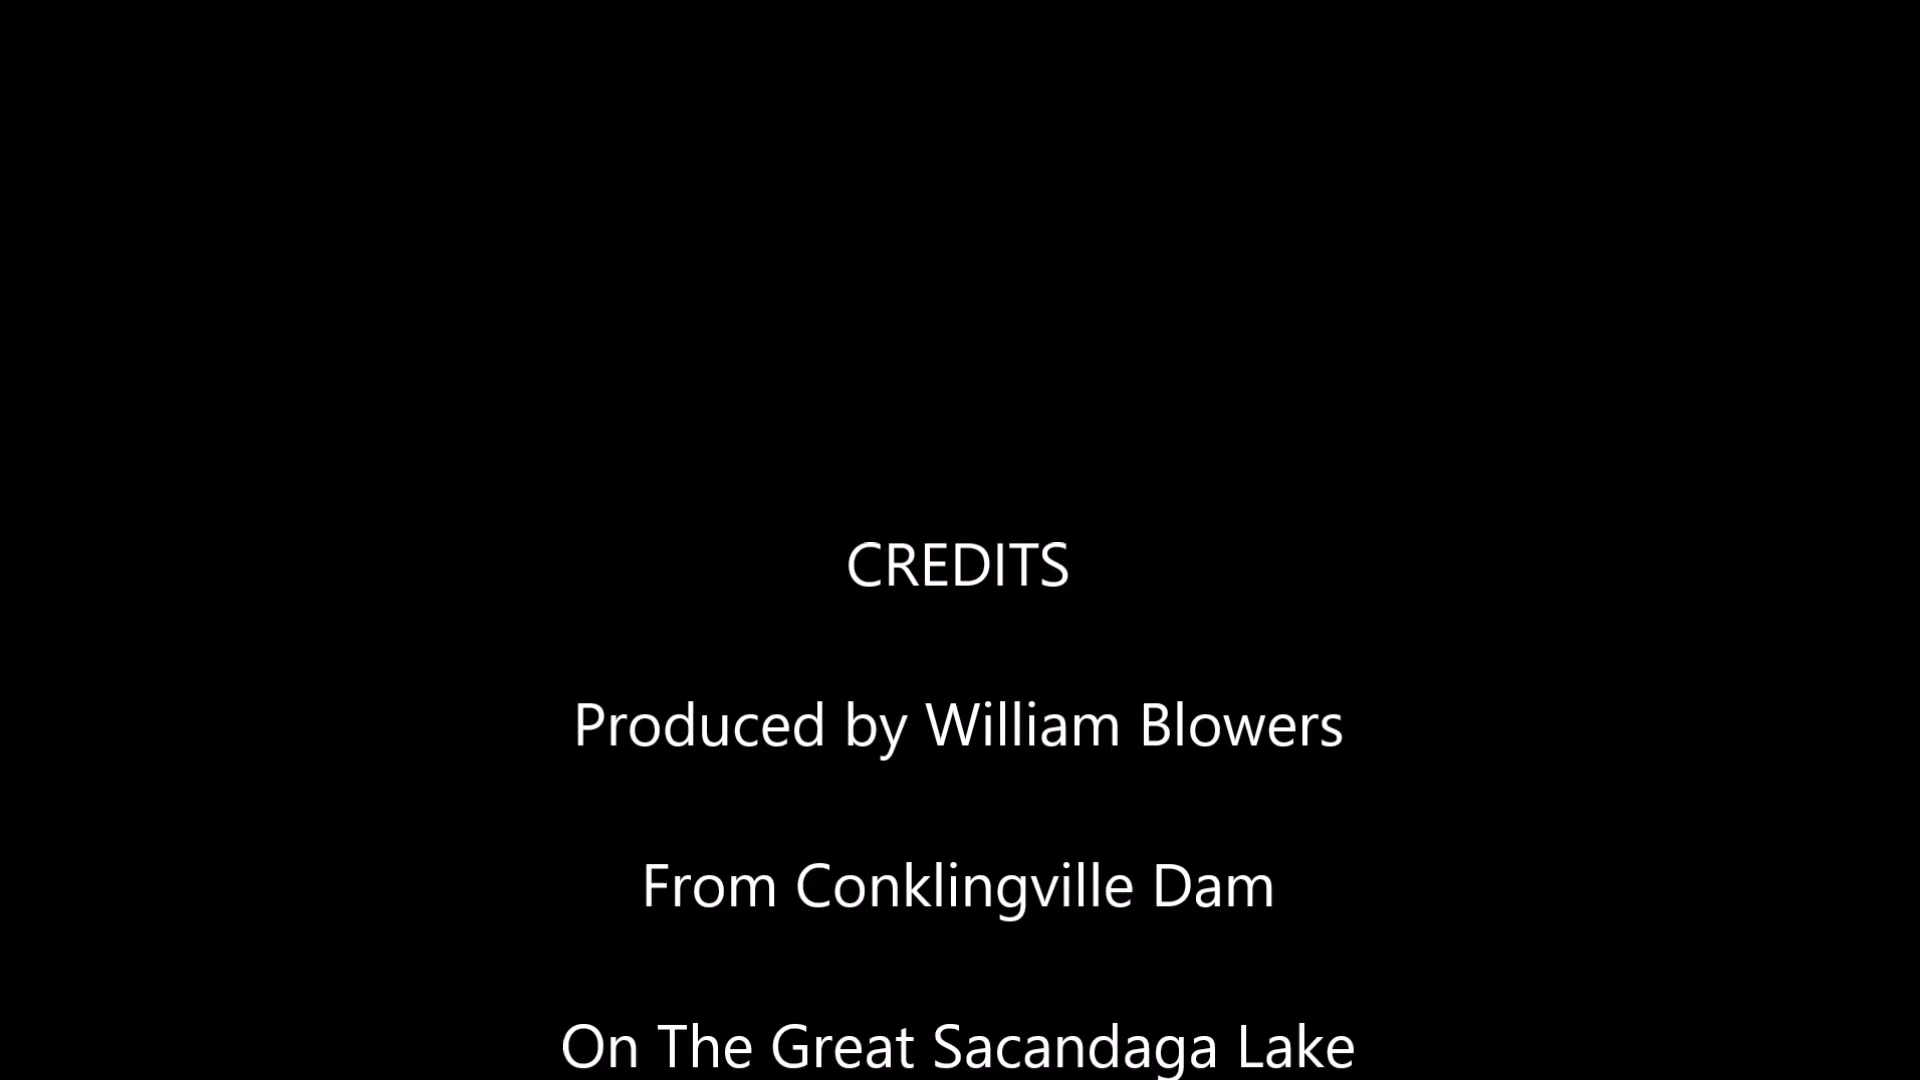 CREDITS
Produced by William Blowers
From Conklingville Dam
On The Great Sacandaga Lake